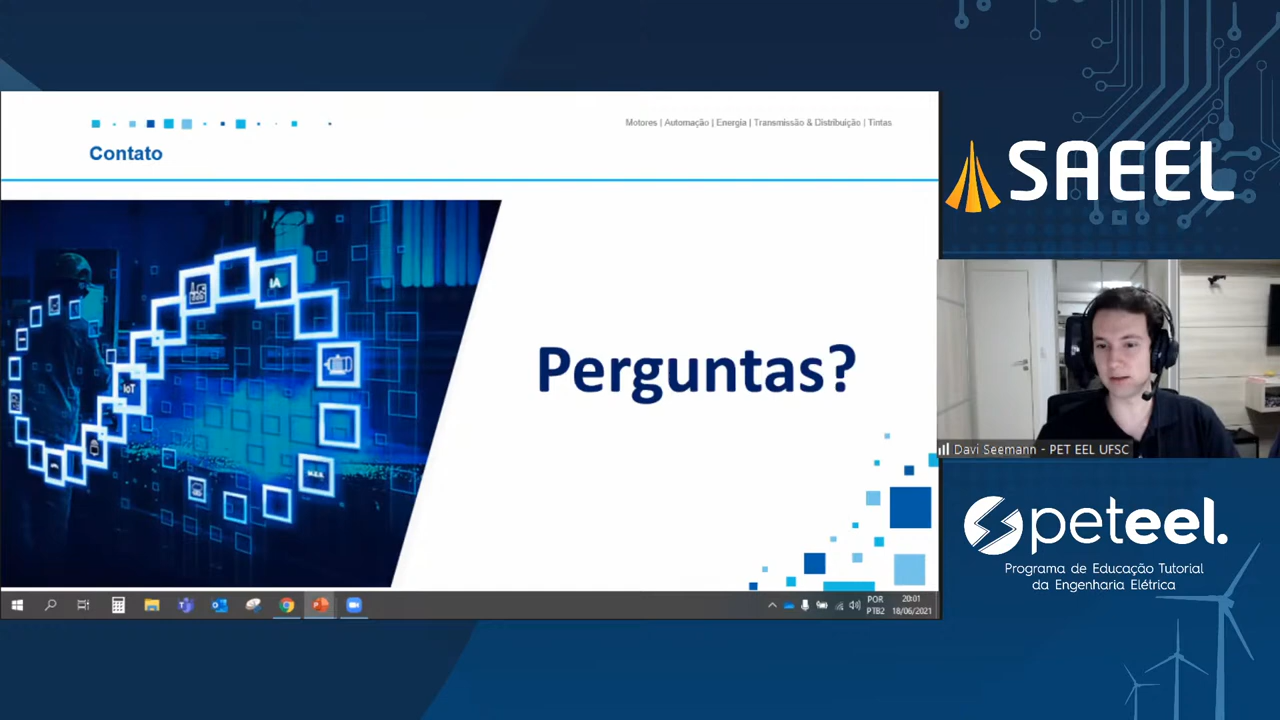 Motores | Automação | Energia | Transmissão & Distribuição | Tintas
Contato
IA
IoT
Perguntas?
POR
PTB2
20:01
18/06/2021
SAEEL
Davi Seemann - PET EEL UFSC
peteel.
Programa de Educação Tutorial
da Engenharia Elétrica